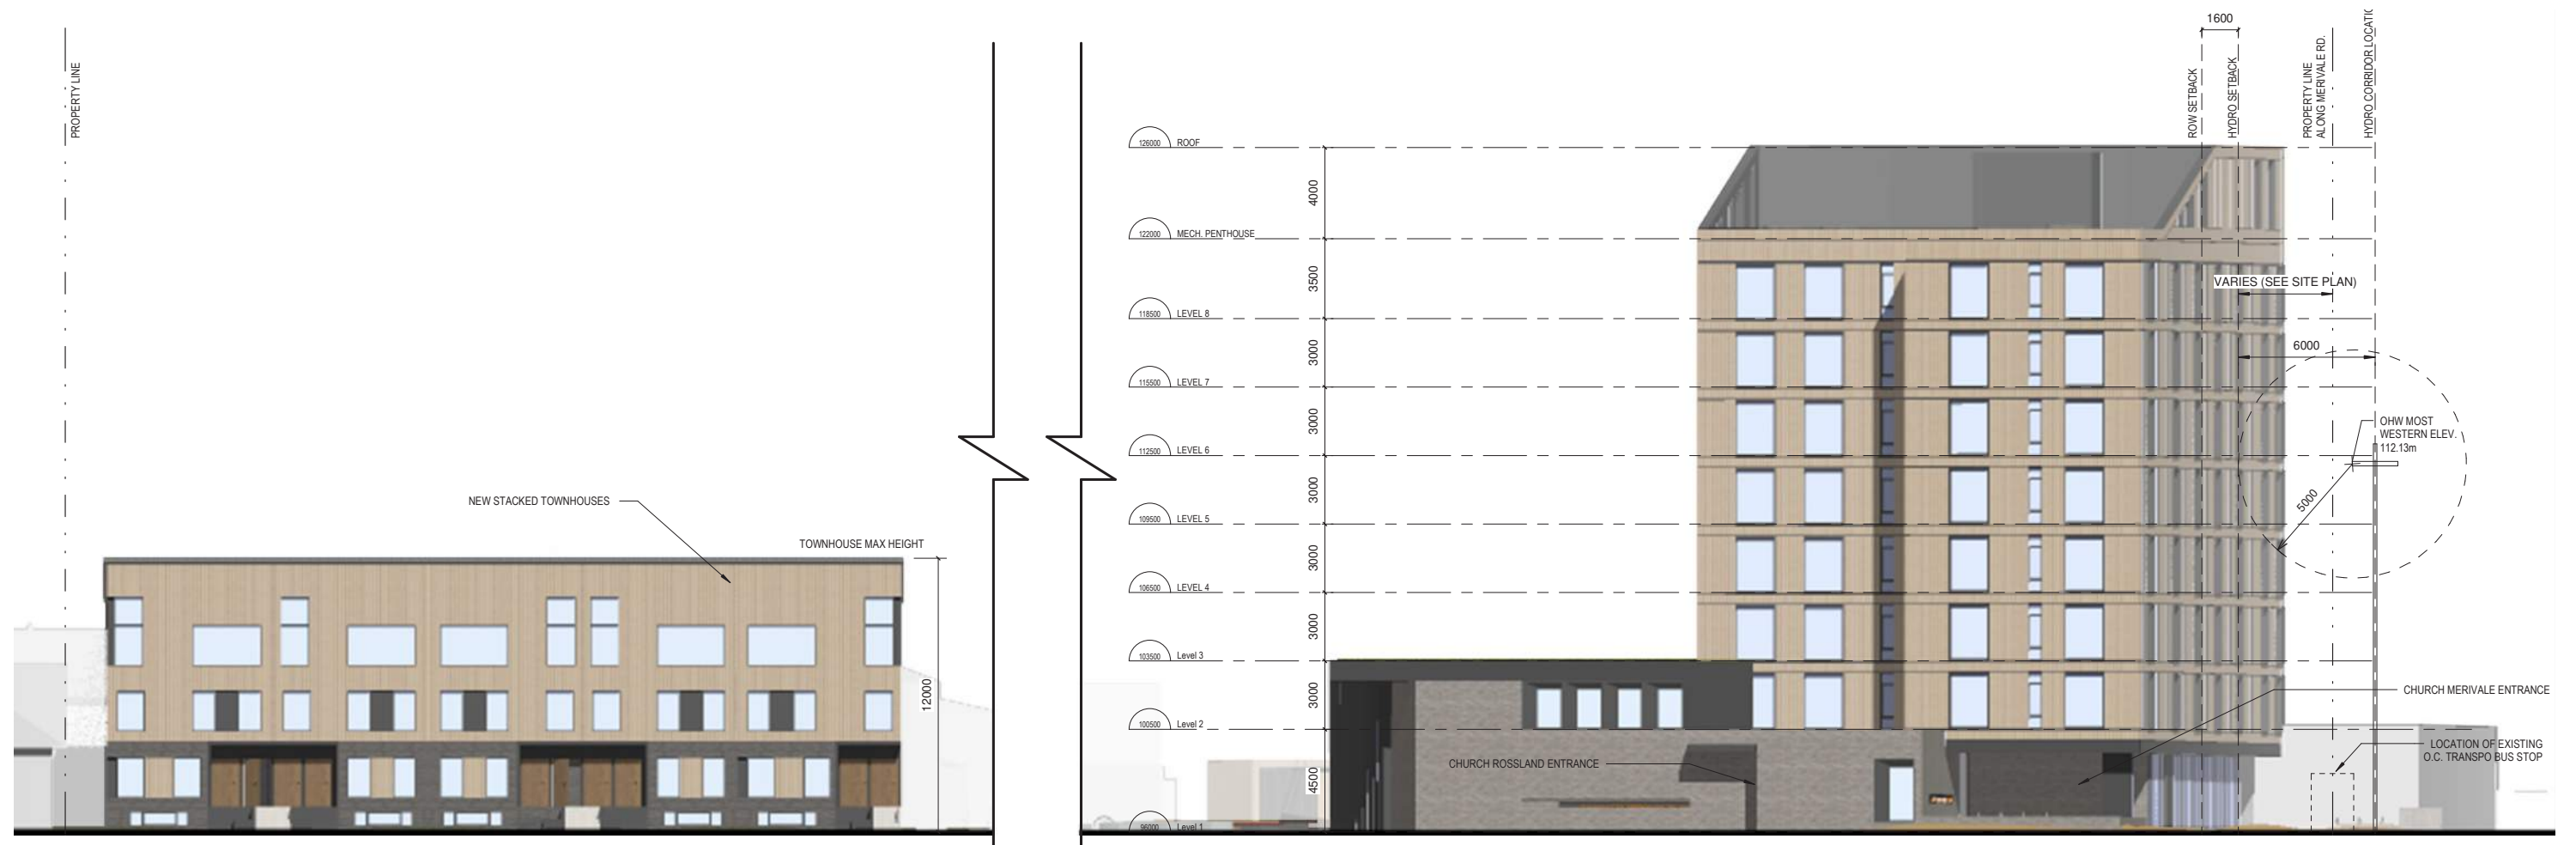 PROPERTY LINE
NEW STACKED TOWNHOUSES
TOWNHOUSE MAX HEIGHT
12000
126000 ROOF
4000
122000 MECH. PENTHOUSE
3500
118500 LEVEL 8
3000
115500 LEVEL 7
3000
112500 LEVEL 6
3000
109500 LEVEL 5
3000
106500 LEVEL 4
3000
103500 Level 3
3000
100500 Level 2
4500
96000 Level 1
CHURCH ROSSLAND ENTRANCE
1600
ROW SETBACK
HYDRO SETBACK
PROPERTY LINE
ALONG MERIVALE RD.
HYDRO CORRIDOR LOCATIO
VARIES (SEE SITE PLAN)
6000
OHW MOST
WESTERN ELEV.
112.13m
5000
CHURCH MERIVALE ENTRANCE
LOCATION OF EXISTING
O.C. TRANSPO BUS STOP